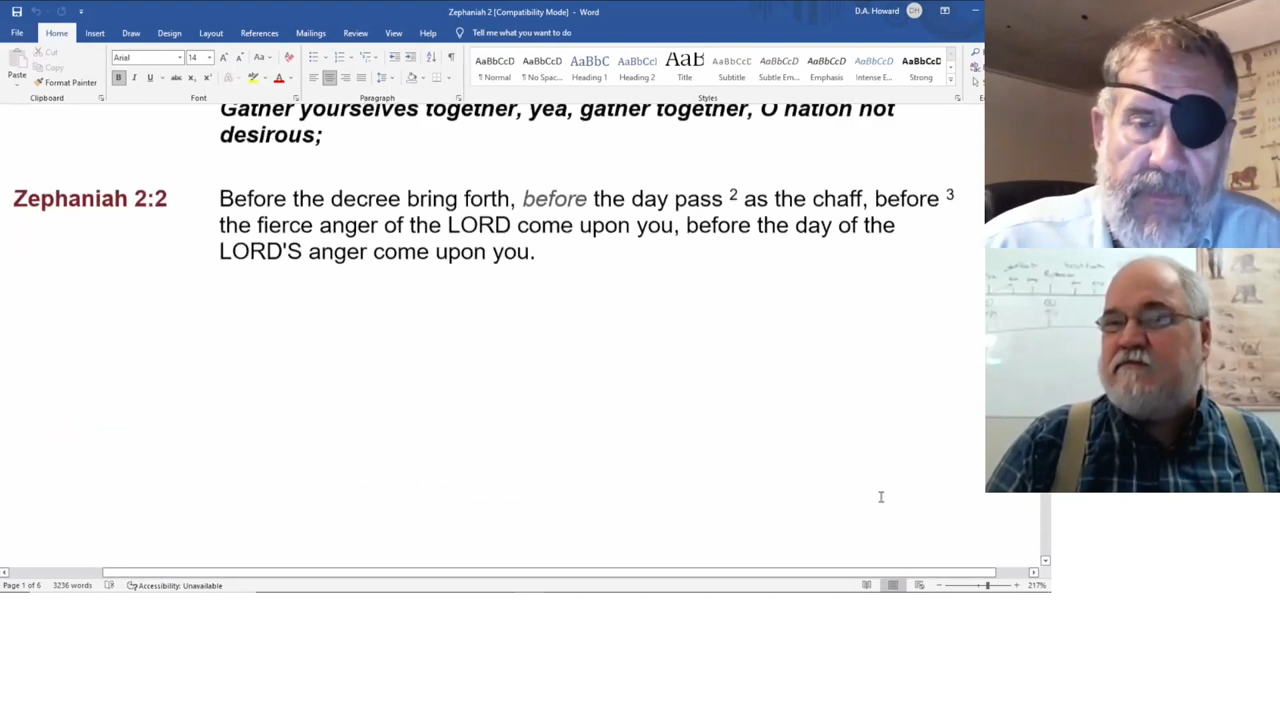 Zephaniah 2 [Compatibility Mode] - Word
D.A. Howard DH
File Home Insert Draw Design Layout References Mailings Review View Help Tell me what you want to do
Paste
Cut
Copy
Format Painter
Clipboard
Arial 14
Font
Paragraph
AaBbCcD AaBbCcD AaBbC AaBbCc AaB AaBbCcD AaBbCcD AaBbCcD AaBbCcD AaBbCcD
¶ Normal ¶ No Spac... Heading 1 Heading 2 Title Subtitle Subtle Em... Emphasis Intense E... Strong
Styles
Gather yourselves together, yea, gather together, O nation not
desirous;
Zephaniah 2:2 Before the decree bring forth, before the day pass 2 as the chaff, before 3
the fierce anger of the LORD come upon you, before the day of the
LORD'S anger come upon you.
Page 1 of 6 3236 words Accessibility: Unavailable 217%